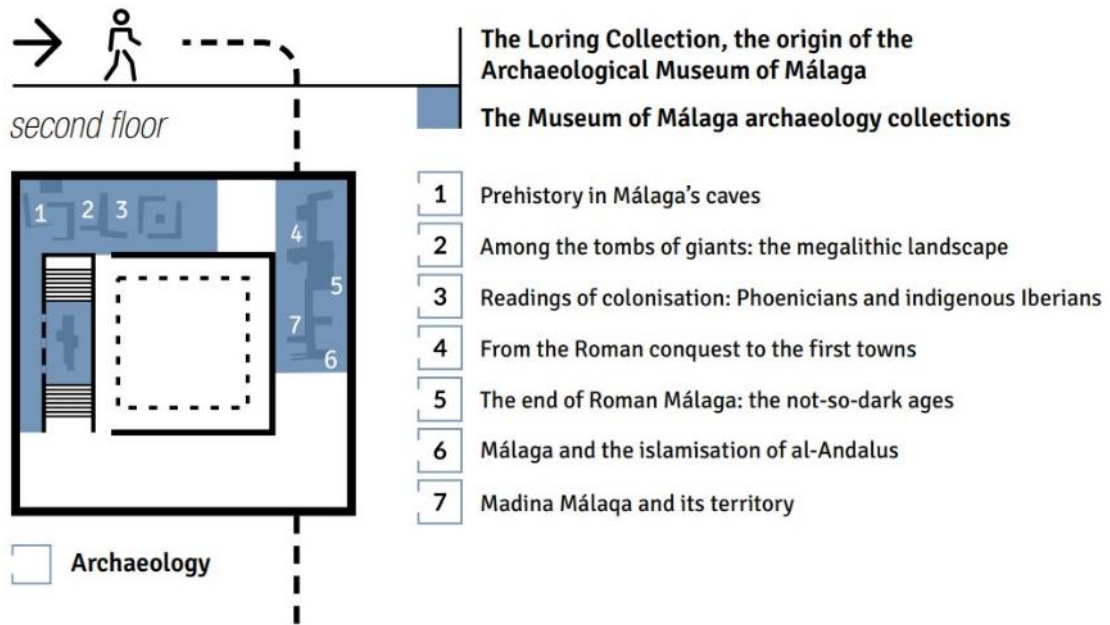 The Loring Collection, the origin of the
Archaeological Museum of Málaga
second floor
The Museum of Málaga archaeology collections
1 Prehistory in Málaga's caves
2 Among the tombs of giants: the megalithic landscape
3 Readings of colonisation: Phoenicians and indigenous Iberians
4 From the Roman conquest to the first towns
5 The end of Roman Málaga: the not-so-dark ages
6 Málaga and the islamisation of al-Andalus
7 Madina Málaqa and its territory
1 2 3
4
5
7
6
Archaeology